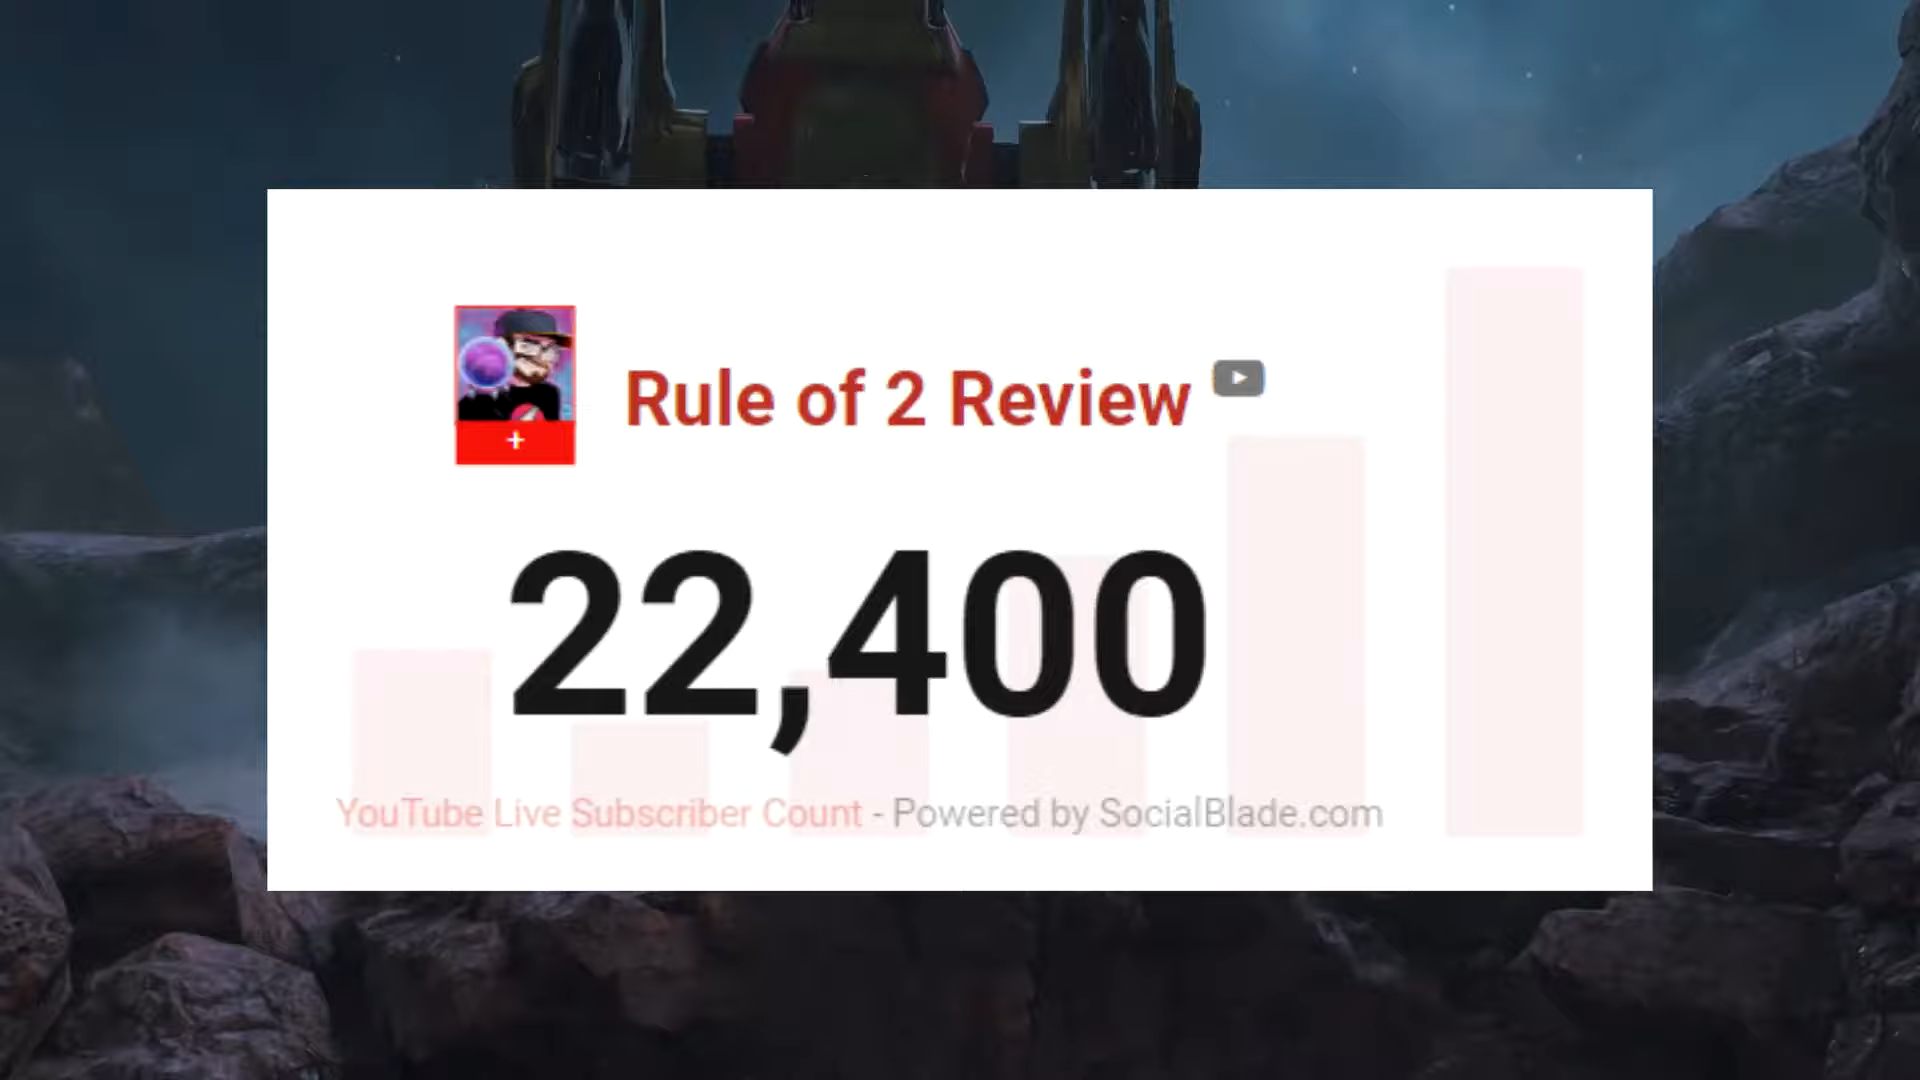 Rule of 2 Review
+
22,400
YouTube Live Subscriber Count - Powered by SocialBlade.com